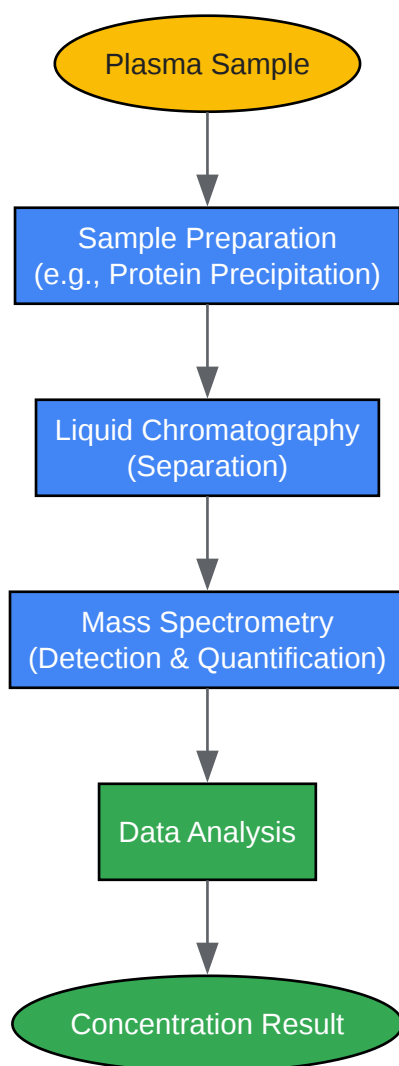 Plasma Sample
Sample Preparation
(e.g., Protein Precipitation)
Liquid Chromatography
(Separation)
Mass Spectrometry
(Detection & Quantification)
Data Analysis
Concentration Result